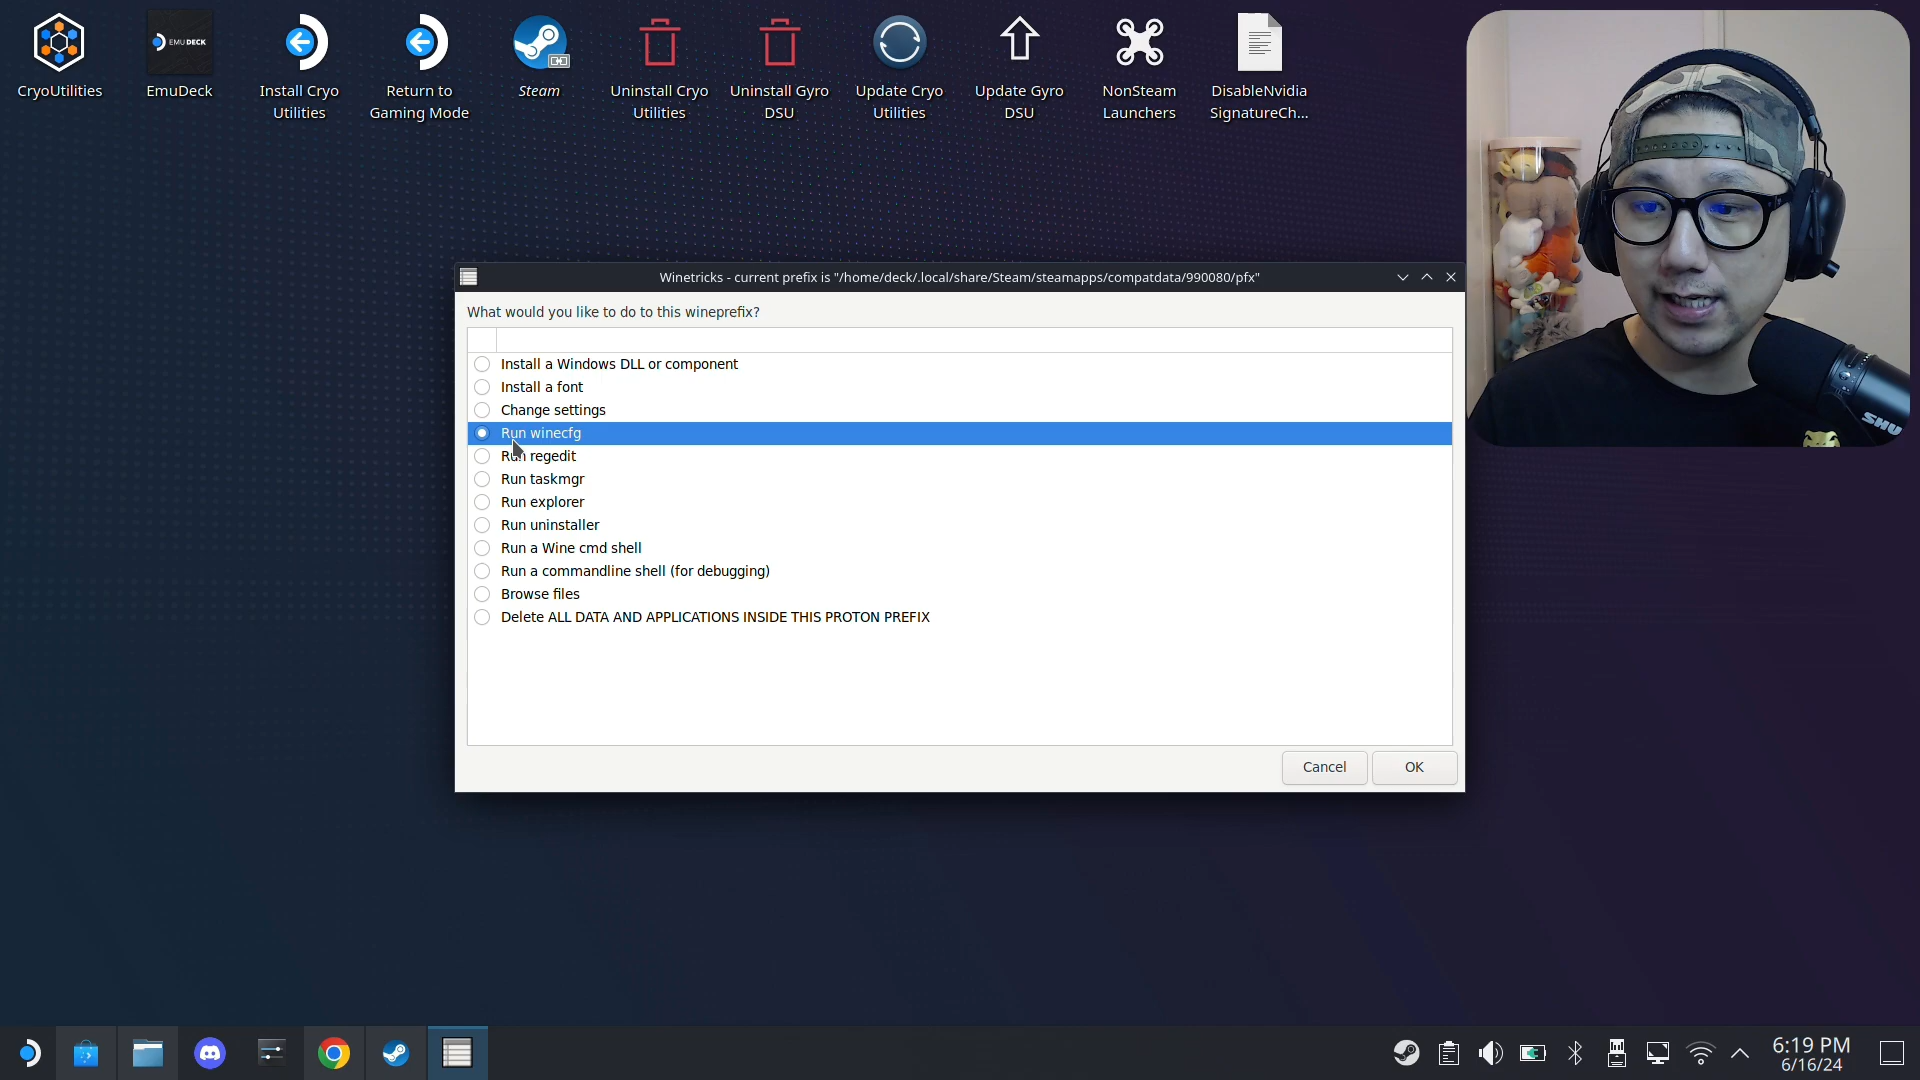 CryoUtilities
EMUDECK
EmuDeck
Install Cryo
Utilities
Return to
Gaming Mode
Steam
Uninstall Cryo
Utilities
Uninstall Gyro
DSU
Update Cryo
Utilities
Update Gyro
DSU
NonSteam
Launchers
DisableNvidia
SignatureCh...
Winetricks - current prefix is "/home/deck/.local/share/Steam/steamapps/compatdata/990080/pfx"
What would you like to do to this wineprefix?
Install a Windows DLL or component
Install a font
Change settings
Run winecfg
Run regedit
Run taskmgr
Run explorer
Run uninstaller
Run a Wine cmd shell
Run a commandline shell (for debugging)
Browse files
Delete ALL DATA AND APPLICATIONS INSIDE THIS PROTON PREFIX
Cancel
OK
SHU
6:19 PM
6/16/24